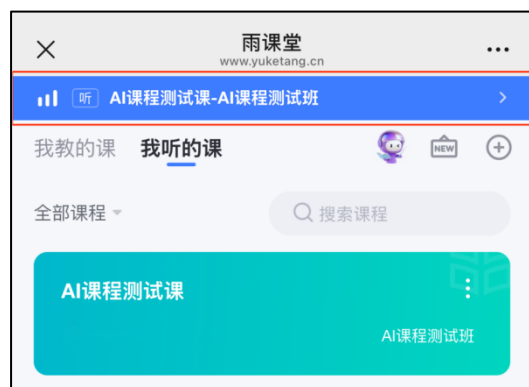 雨课堂
www.yuketang.cn
听 AI课程测试课-AI课程测试班
我教的课 我听的课 NEW
全部课程 搜索课程
AI课程测试课
AI课程测试班